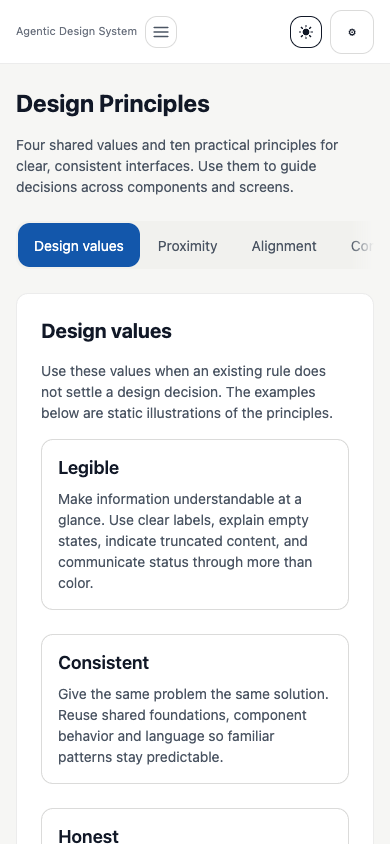 Agentic Design System
Design Principles
Four shared values and ten practical principles for
clear, consistent interfaces. Use them to guide
decisions across components and screens.
Design values
Proximity
Alignment
Design values
Use these values when an existing rule does
not settle a design decision. The examples
below are static illustrations of the principles.
Legible
Make information understandable at a
glance. Use clear labels, explain empty
states, indicate truncated content, and
communicate status through more than
color.
Consistent
Give the same problem the same solution.
Reuse shared foundations, component
behavior and language so familiar
patterns stay predictable.
Honest